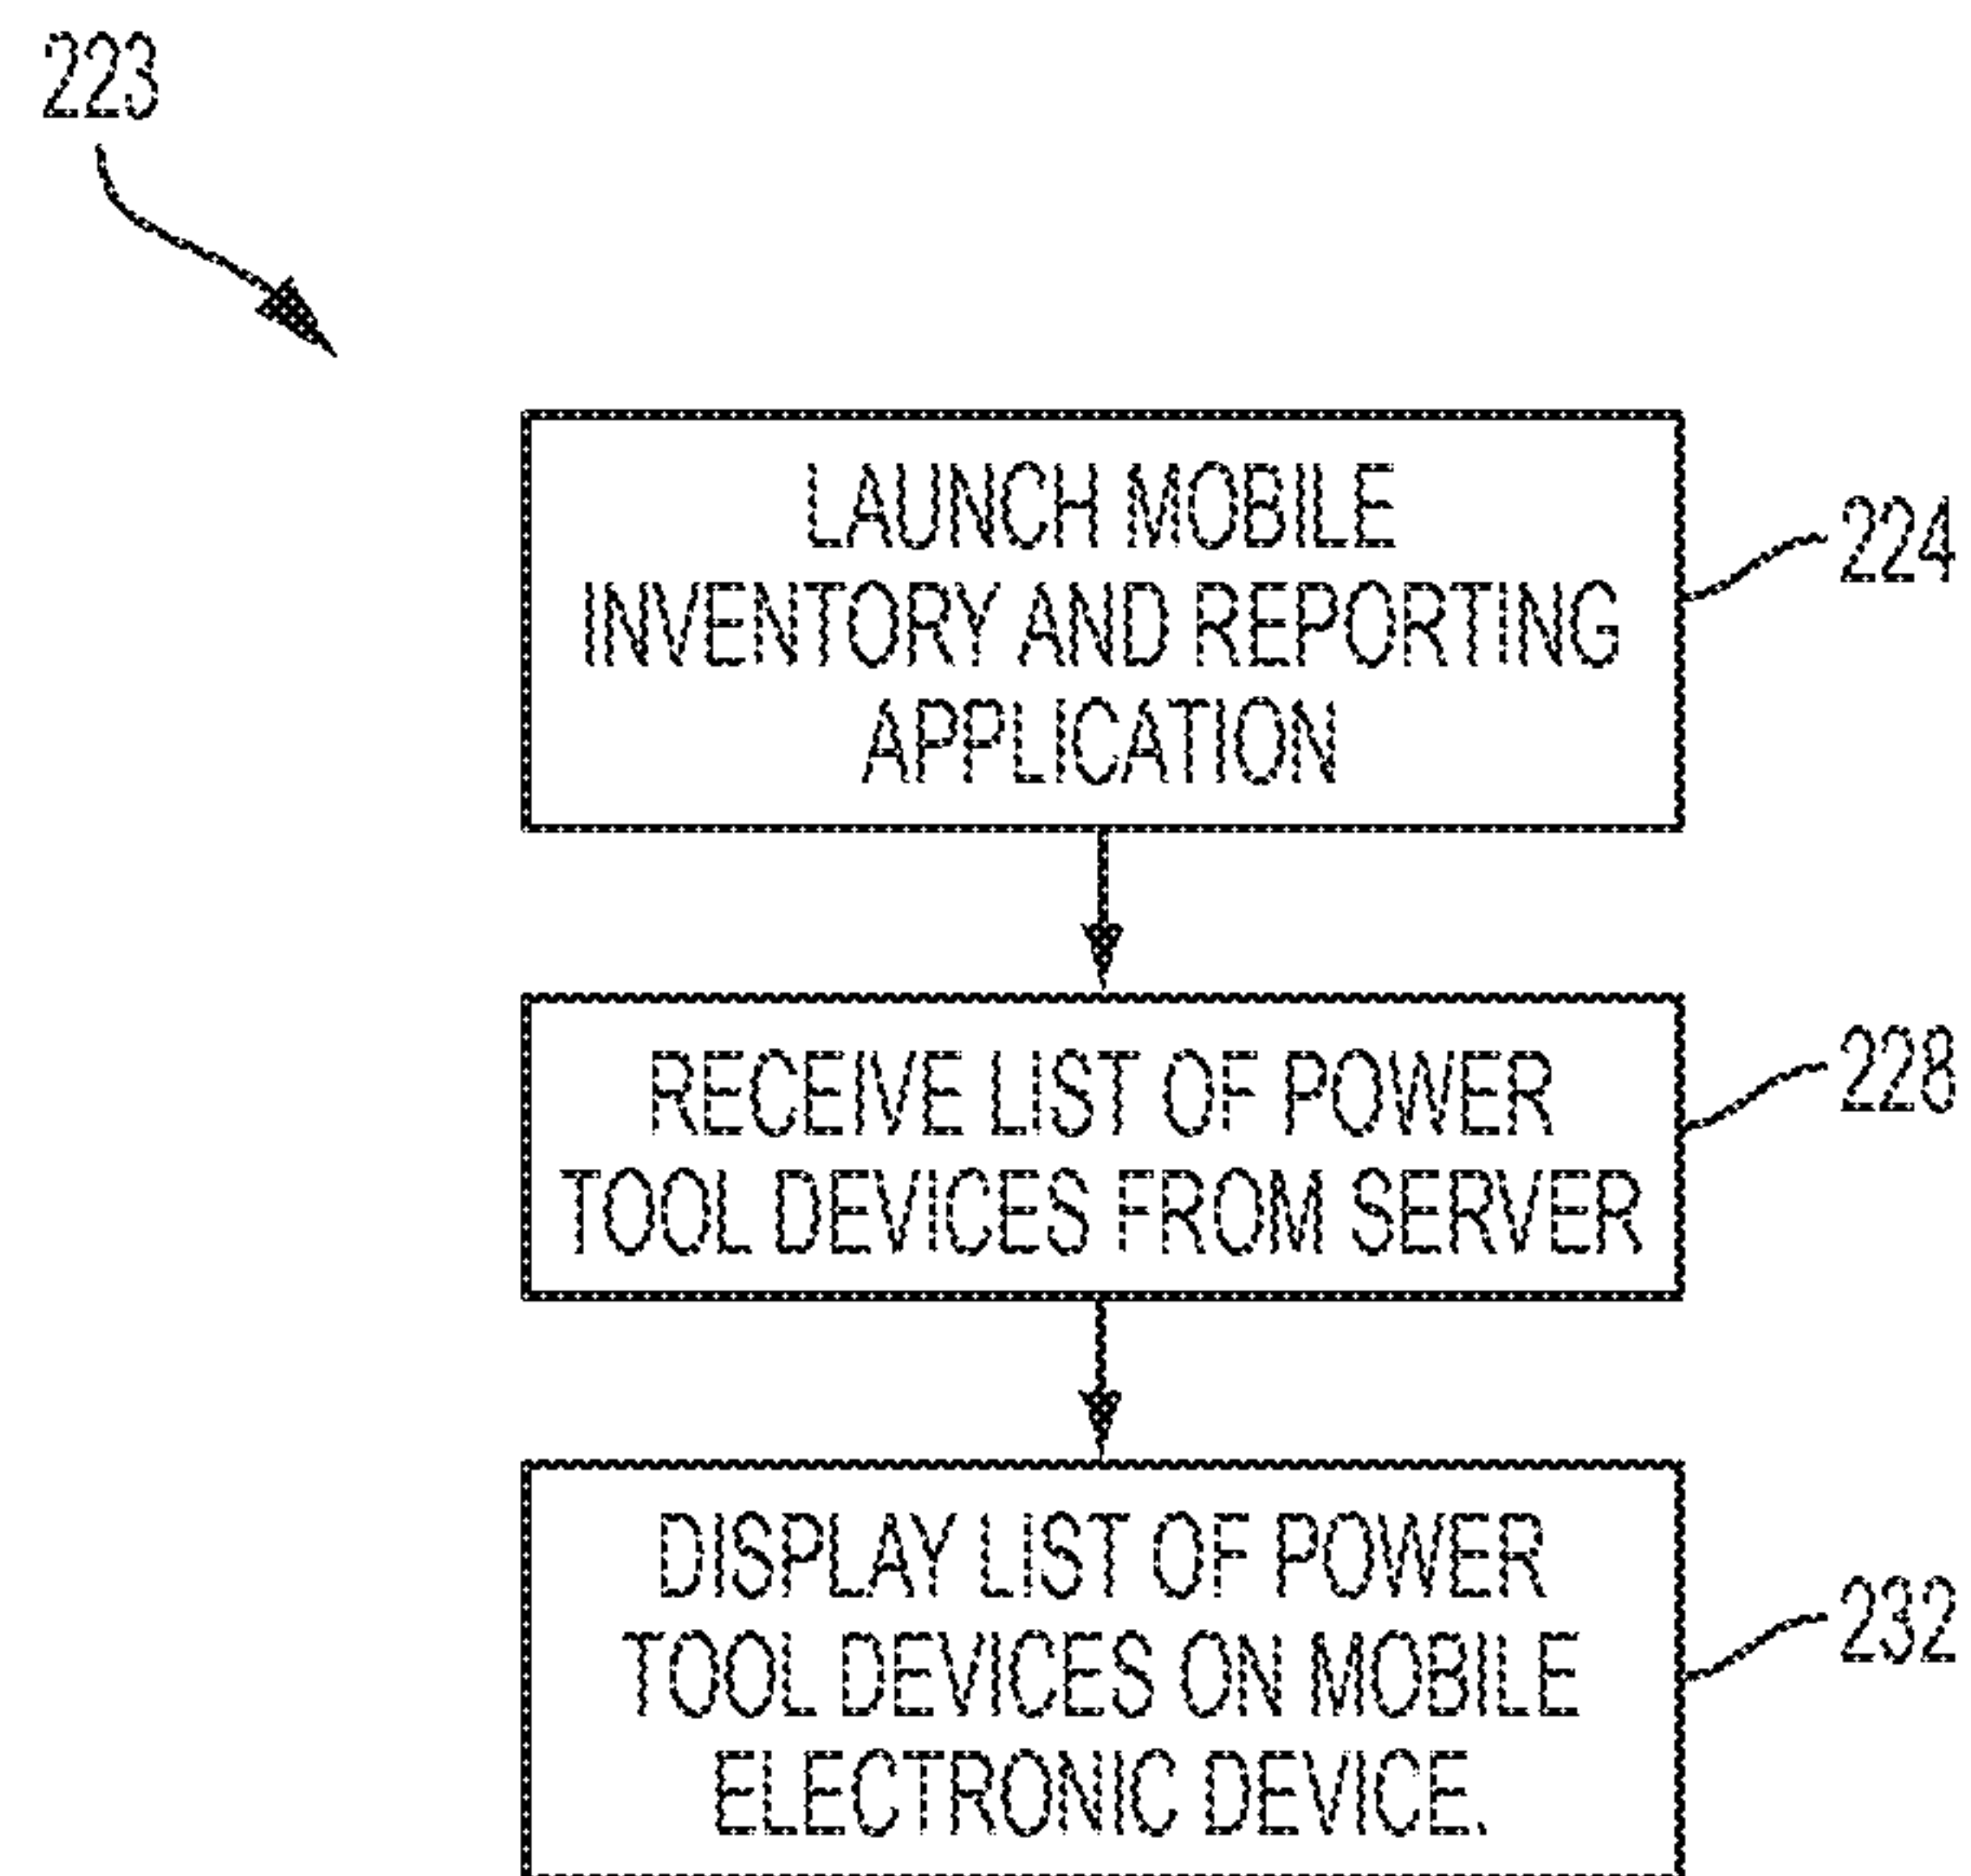 223
LAUNCH MOBILE
INVENTORY AND REPORTING
APPLICATION
224
RECEIVE LIST OF POWER
TOOL DEVICES FROM SERVER
228
DISPLAY LIST OF POWER
TOOL DEVICES ON MOBILE
ELECTRONIC DEVICE.
232